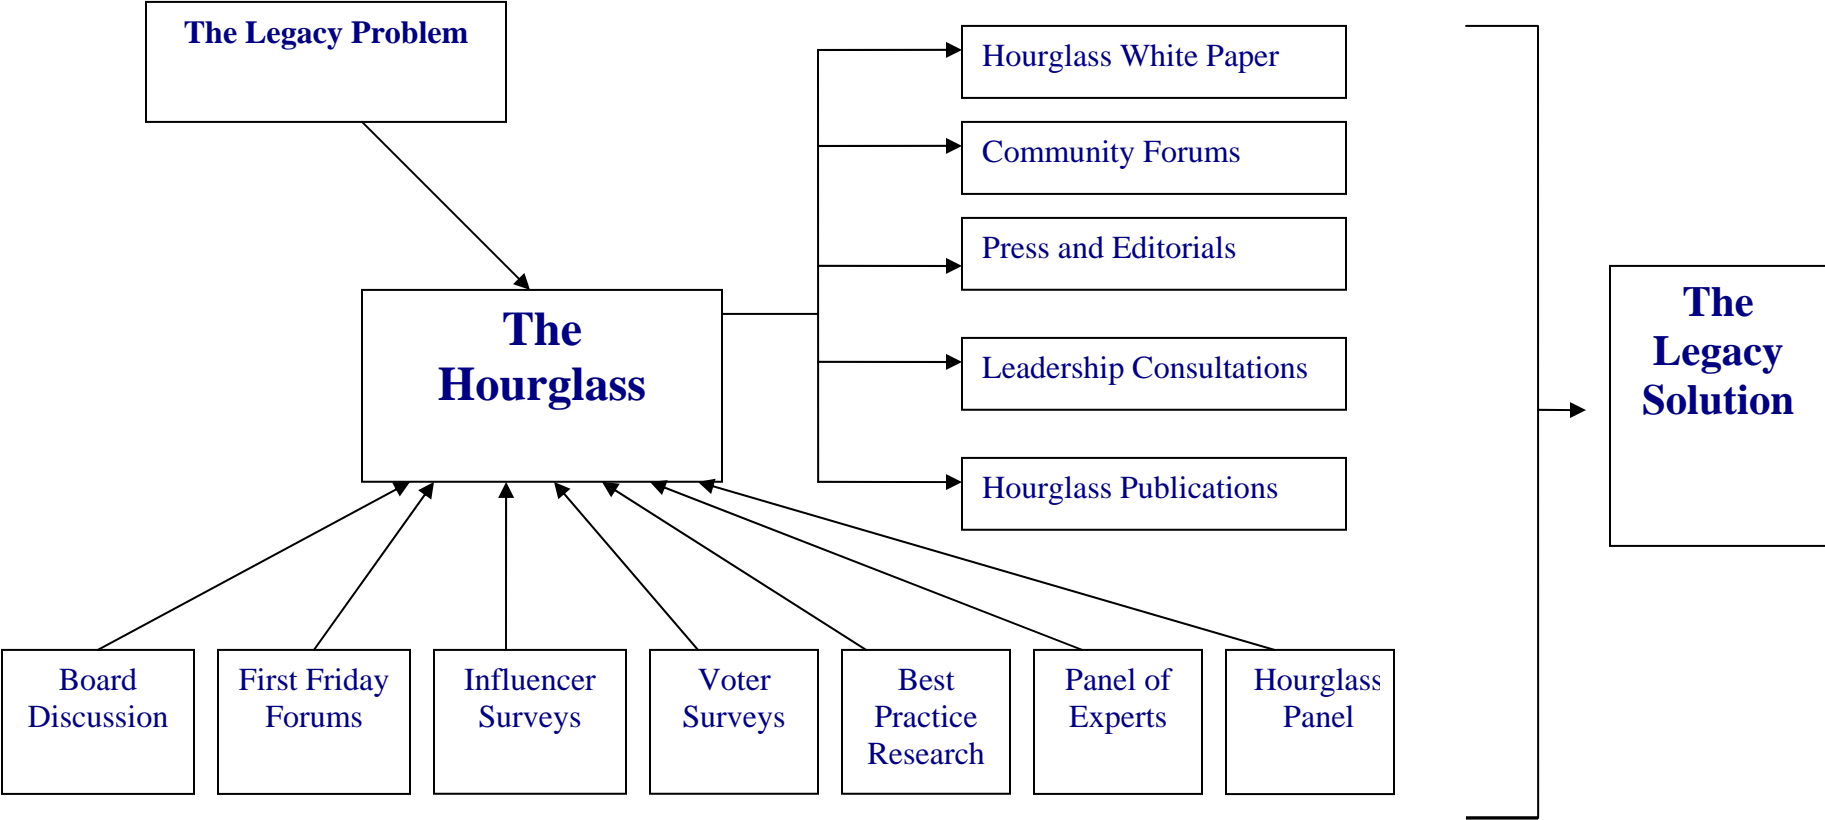 The Legacy Problem
Hourglass White Paper
Community Forums
Press and Editorials
Leadership Consultations
Hourglass Publications
The
Hourglass
The
Legacy
Solution
Board
Discussion
First Friday
Forums
Influencer
Surveys
Voter
Surveys
Best
Practice
Research
Panel of
Experts
Hourglass
Panel